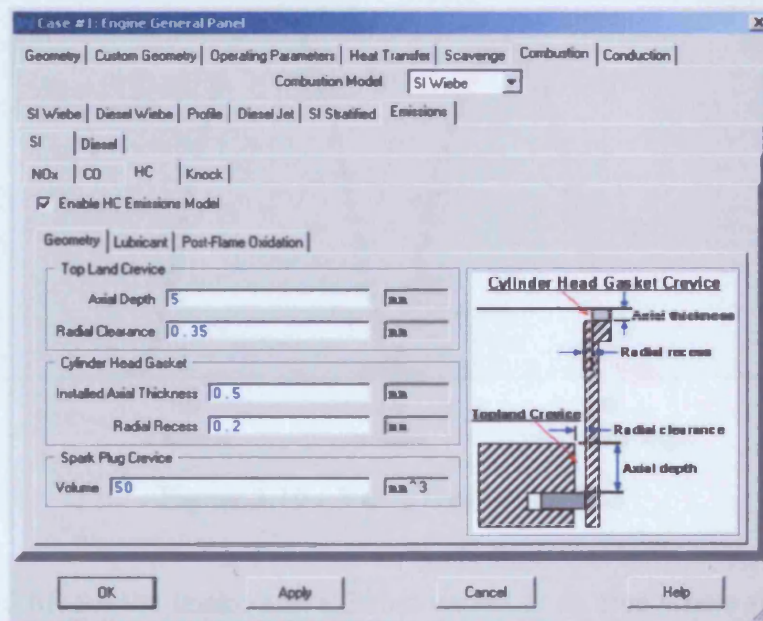 Case #1: Engine General Panel
Geometry Custom Geometry Operating Parameters Heat Transfer Scavenge Combustion Conduction
Combustion Model SI Wiebe
SI Wiebe Diesel Wiebe Profile Diesel Jet SI Stratified Emissions
SI Diesel
NOx CO HC Knock
Enable HC Emissions Model
Geometry Lubricant Post-Flame Oxidation
Top Land Crevice
Axial Depth 5 mm
Radial Clearance 0.35 mm
Cylinder Head Gasket
Installed Axial Thickness 0.5 mm
Radial Recess 0.2 mm
Spark Plug Crevice
Volume 50 mm^3
Cylinder Head Gasket Crevice
Axial thickness
Radial recess
Topland Crevice
Radial clearance
Axial depth
OK Apply Cancel Help